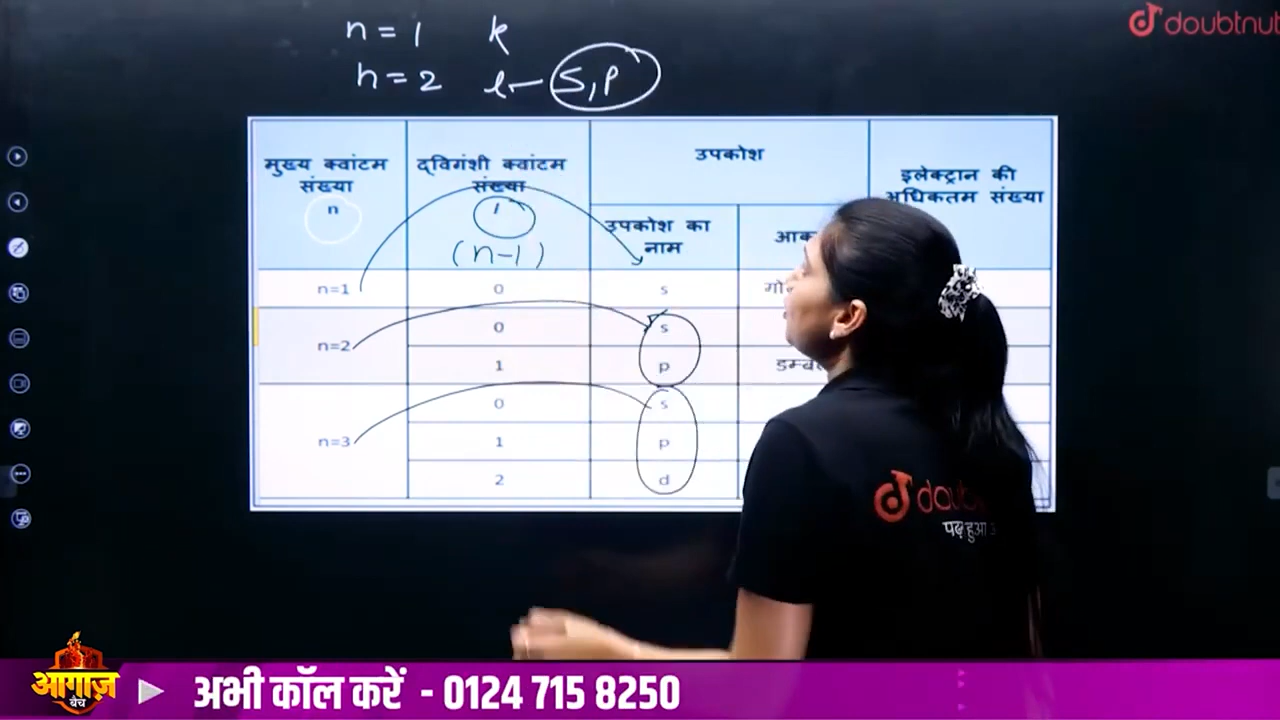 n = 1 k
n = 2 l - s, p
doubtnut
मुख्य क्वांटम संख्या n
द्विगंशी क्वांटम संख्या l
(n-1)
उपकोश
इलेक्ट्रान की अधिकतम संख्या
उपकोश का नाम
n=1 0 s
n=2 0 s
1 p
n=3 0 s
1 p
2 d
पढ़ हुआ
आगाज़
बैच
अभी कॉल करें - 0124 715 8250